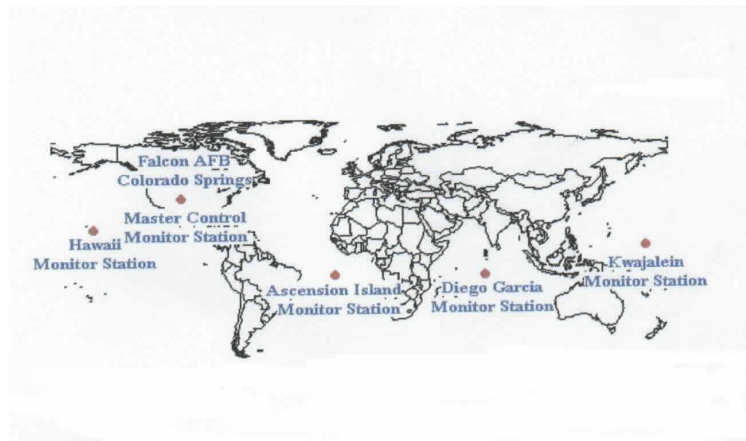 Falcon AFB
Colorado Springs
Master Control
Monitor Station
Hawaii
Monitor Station
Ascension Island
Monitor Station
Diego Garcia
Monitor Station
Kwajalein
Monitor Station